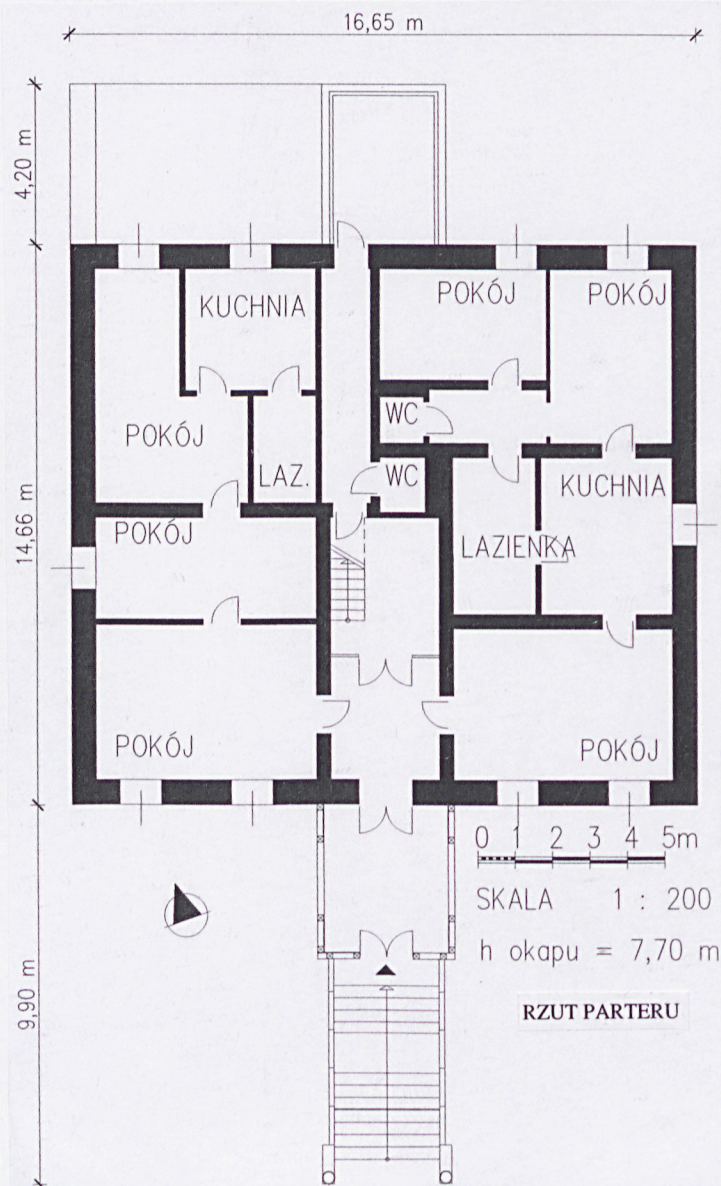 16,65 m
4,20 m
KUCHNIA
POKÓJ
POKÓJ
POKÓJ
WC
LAZ.
WC
KUCHNIA
14,66 m
POKÓJ
LAZIENKA
POKÓJ
POKÓJ
0 1 2 3 4 5m
SKALA 1 : 200
h okapu = 7,70 m
9,90 m
RZUT PARTERU